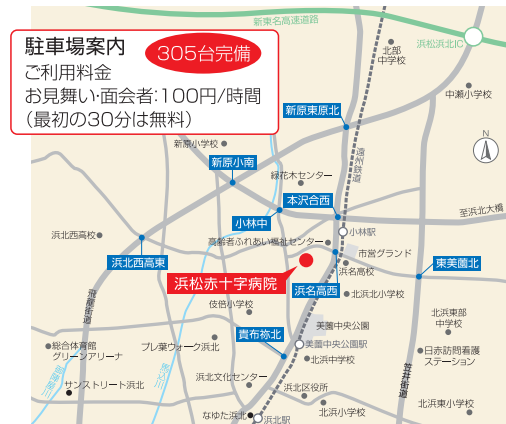 新東名高速道路
駐車場案内
305台完備
ご利用料金
お見舞い・面会者：100円/時間
（最初の30分は無料）
浜松浜北IC
北部
中学校
中瀬小学校
新原東原北
新原小学校
遠州鉄道
N
新原小南
緑花木センター
本沢合西
至浜北大橋
小林中
小林駅
浜北西高校
高齢者ふれあい福祉センター
市営グランド
浜北西高東
浜名高校
東美薗北
浜松赤十字病院
浜名高西
浜北北小学校
飛龍街道
伎倍小学校
美薗中央公園
浜北東部
中学校
貴布祢北
総合体育館
グリーンアリーナ
プレ葉ウォーク浜北
美薗中央公園駅
日赤訪問看護
ステーション
浜北中学校
笠井街道
サンストリート浜北
浜北文化センター
浜北区役所
なゆた浜北
浜北駅
浜北小学校
浜北東小学校